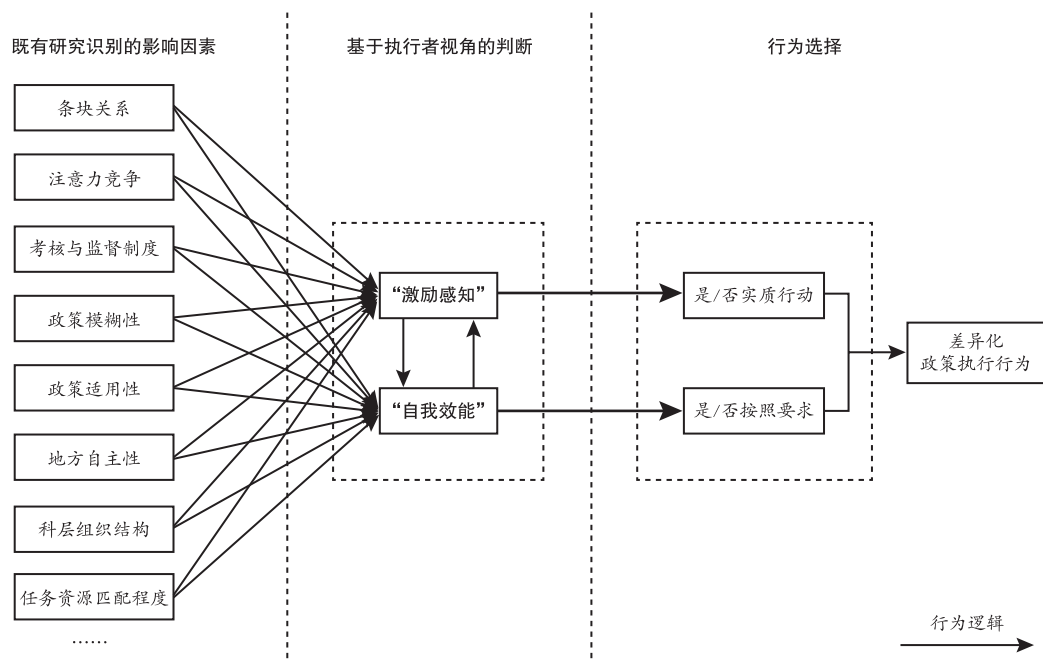 既有研究识别的影响因素
基于执行者视角的判断
行为选择
条块关系
注意力竞争
考核与监督制度
政策模糊性
政策适用性
地方自主性
科层组织结构
任务资源匹配程度
……
“激励感知”
“自我效能”
是/否实质行动
是/否按照要求
差异化
政策执行行为
行为逻辑